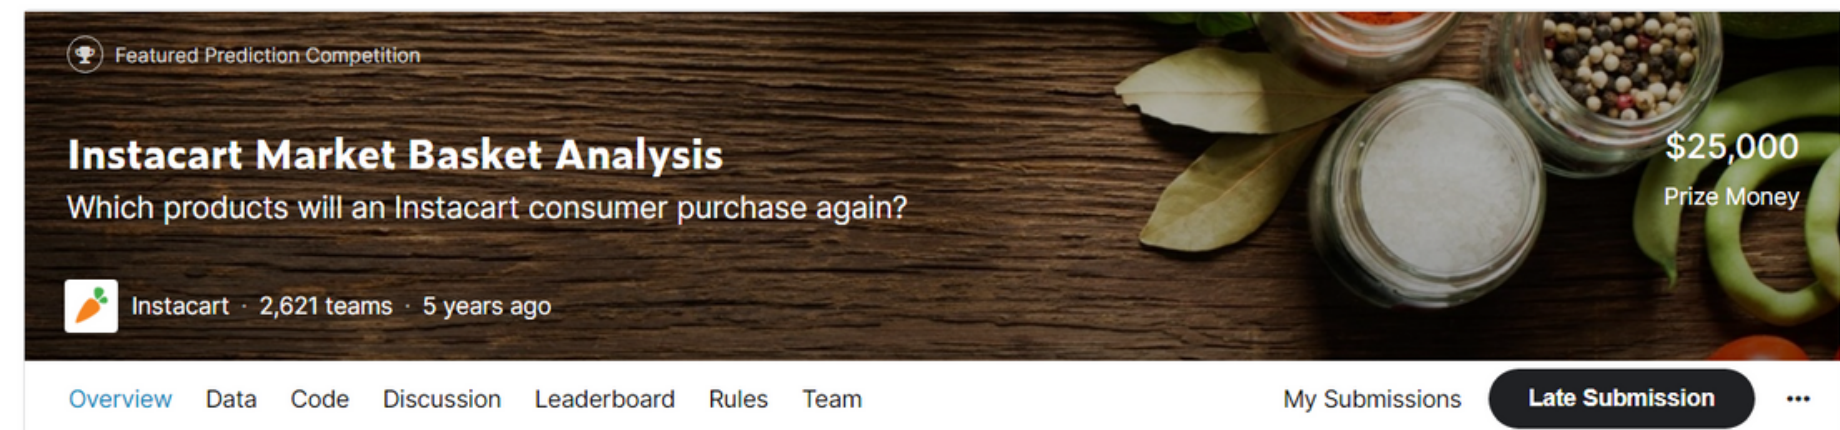 Featured Prediction Competition
Instacart Market Basket Analysis
Which products will an Instacart consumer purchase again?
$25,000
Prize Money
Instacart · 2,621 teams · 5 years ago
Overview Data Code Discussion Leaderboard Rules Team My Submissions Late Submission ...